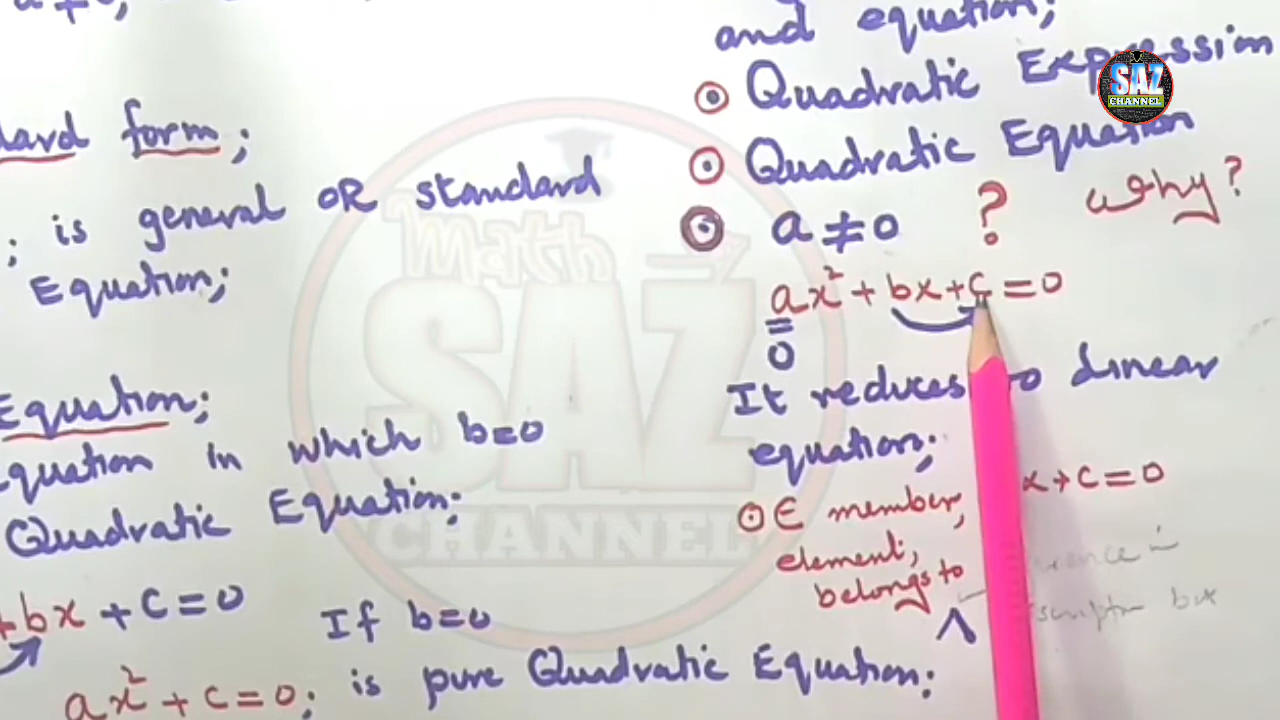 a≠0,
dard form;
; is general OR standard
Equation;
Equation;
Equation in which b=0
Quadratic Equation;
+bx + c = 0
If b=0
ax² + c = 0; is pure Quadratic Equation;
and equation;
Quadratic Expression
Quadratic Equation
a ≠ 0 ? why?
ax² + bx + c = 0
0
It reduces to Linear
equation;
x + c = 0
∈ member,
element,
belongs to
Math
SAZ
CHANNEL
SAZ
CHANNEL